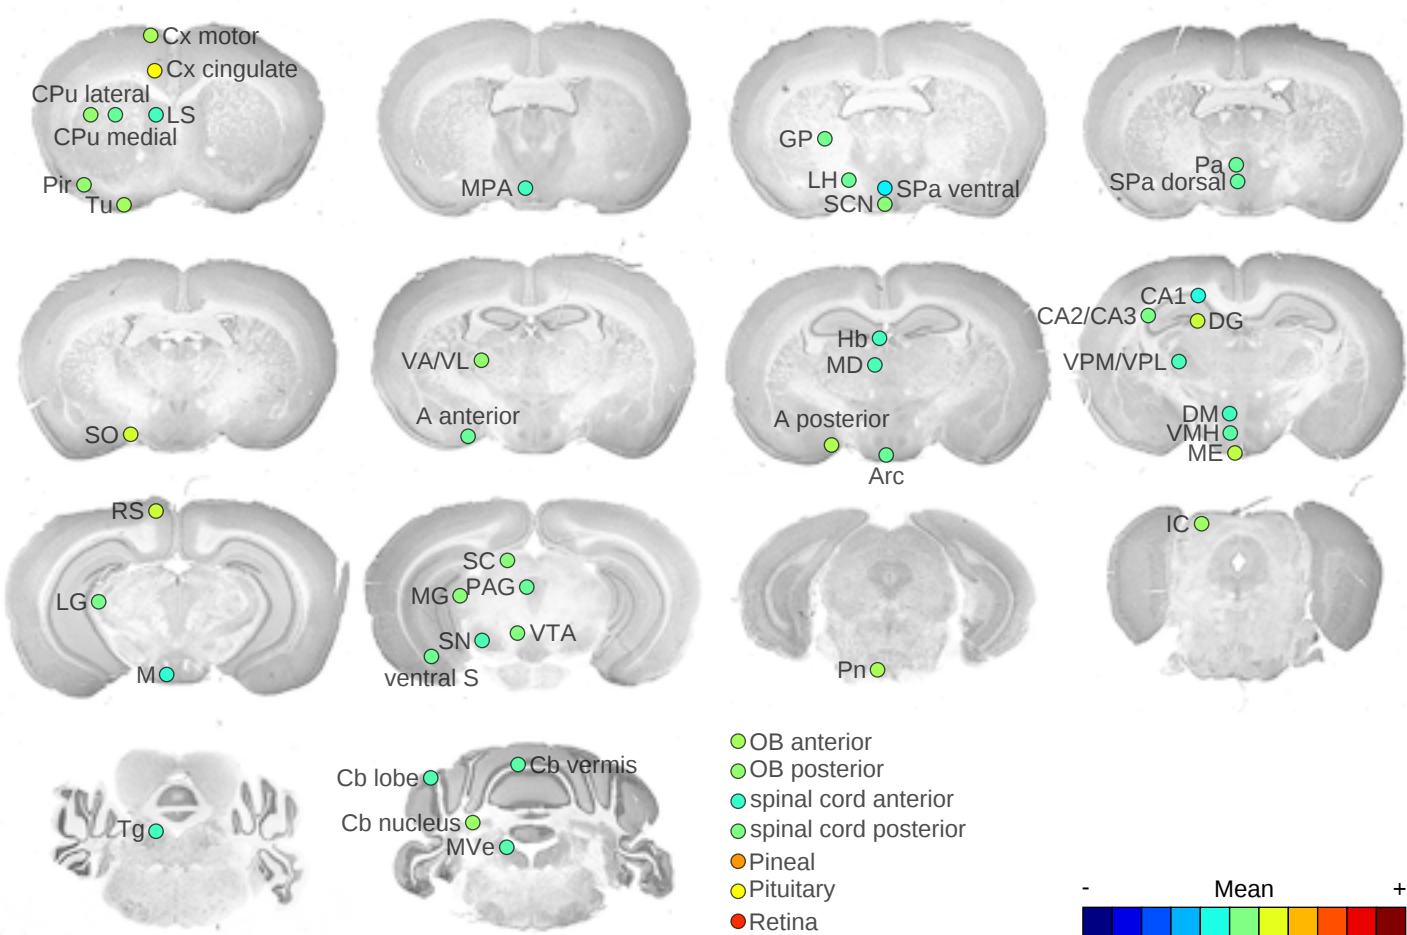 Cx motor
Cx cingulate
CPu lateral
LS
CPu medial
Pir
Tu
MPA
GP
LH
SPa ventral
SCN
Pa
SPa dorsal
SO
VA/VL
A anterior
Hb
MD
A posterior
Arc
CA1
CA2/CA3
DG
VPM/VPL
DM
VMH
ME
RS
LG
M
SC
PAG
MG
SN
VTA
ventral S
Pn
IC
Tg
Cb lobe
Cb vermis
Cb nucleus
MVe
OB anterior
OB posterior
spinal cord anterior
spinal cord posterior
Pineal
Pituitary
Retina
- Mean +